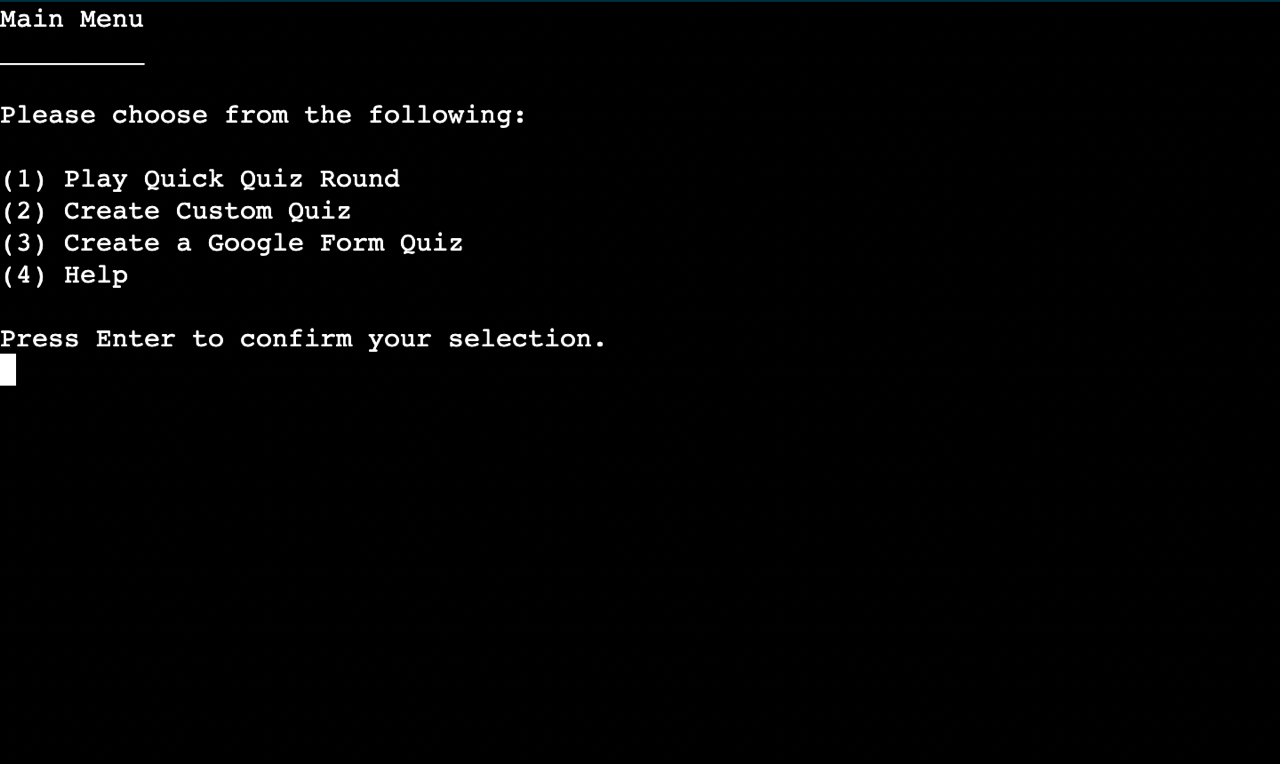 Main Menu
_________
Please choose from the following:
(1) Play Quick Quiz Round
(2) Create Custom Quiz
(3) Create a Google Form Quiz
(4) Help
Press Enter to confirm your selection.